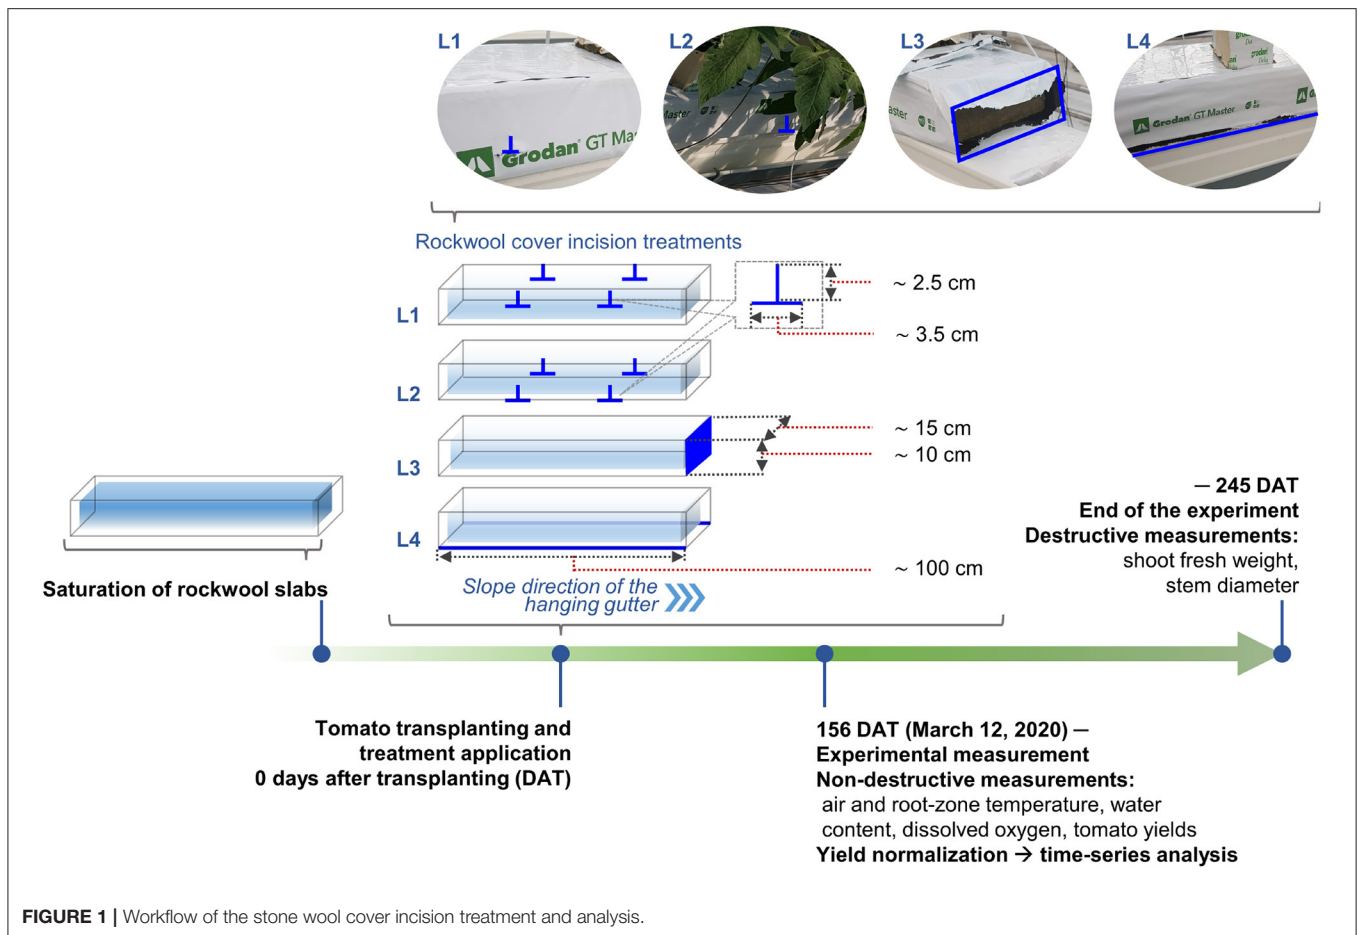 L1
L2
L3
L4
Grodan GT Mas
Master
Grodan GT Master
Rockwool cover incision treatments
L1
~ 2.5 cm
~ 3.5 cm
L2
L3
~ 15 cm
~ 10 cm
L4
~ 100 cm
Slope direction of the
hanging gutter
Saturation of rockwool slabs
— 245 DAT
End of the experiment
Destructive measurements:
shoot fresh weight,
stem diameter
Tomato transplanting and
treatment application
0 days after transplanting (DAT)
156 DAT (March 12, 2020) —
Experimental measurement
Non-destructive measurements:
air and root-zone temperature, water
content, dissolved oxygen, tomato yields
Yield normalization → time-series analysis
FIGURE 1 | Workflow of the stone wool cover incision treatment and analysis.